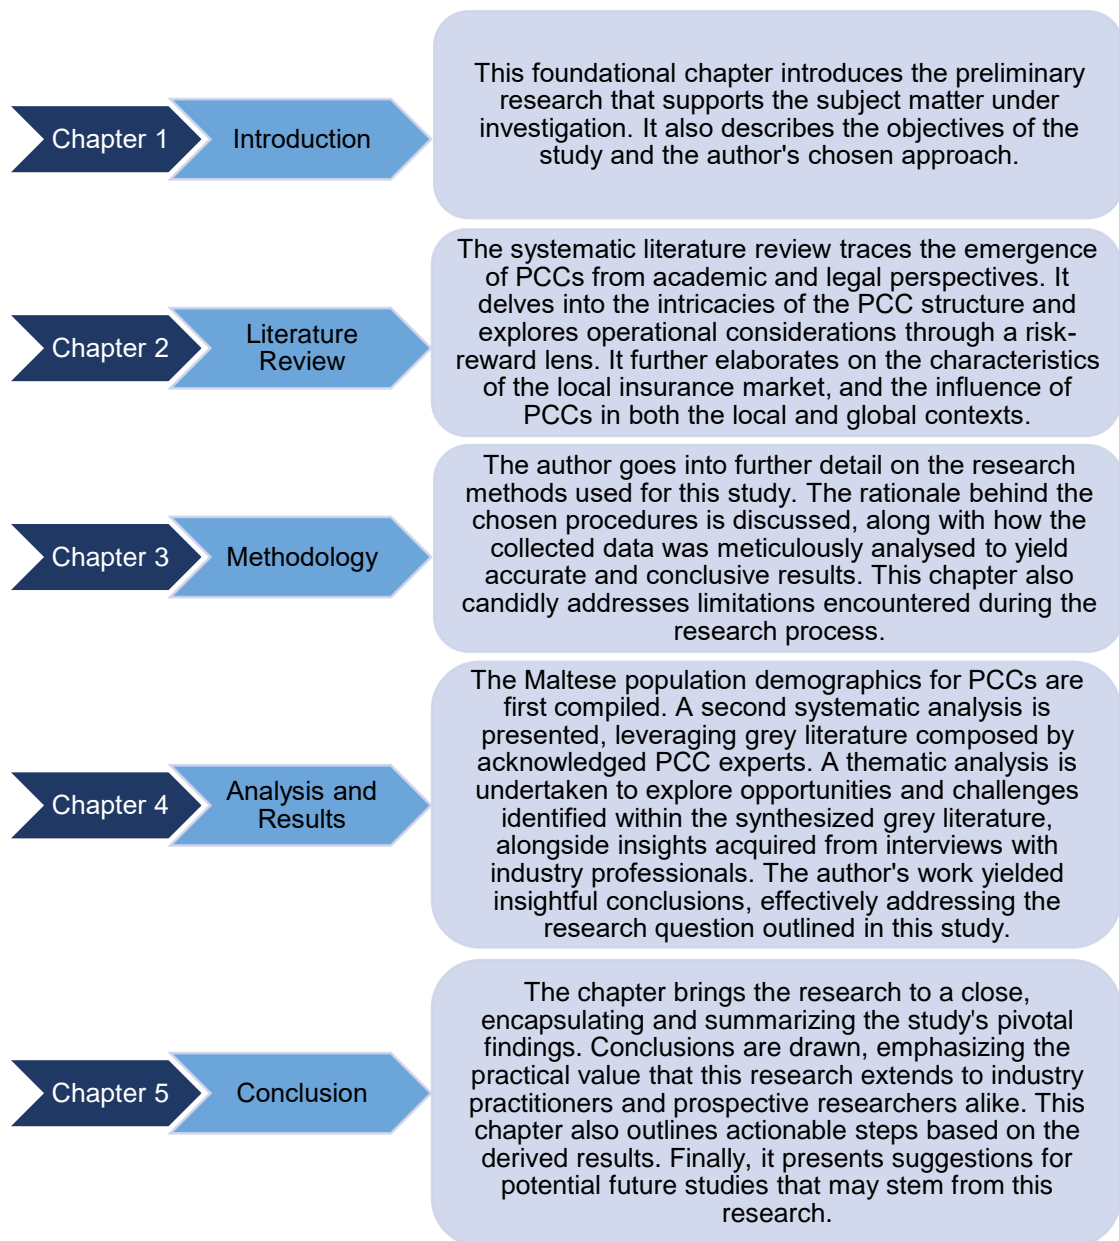 Chapter 1
Introduction
This foundational chapter introduces the preliminary
research that supports the subject matter under
investigation. It also describes the objectives of the
study and the author's chosen approach.
Chapter 2
Literature
Review
The systematic literature review traces the emergence
of PCCs from academic and legal perspectives. It
delves into the intricacies of the PCC structure and
explores operational considerations through a risk-
reward lens. It further elaborates on the characteristics
of the local insurance market, and the influence of
PCCs in both the local and global contexts.
Chapter 3
Methodology
The author goes into further detail on the research
methods used for this study. The rationale behind the
chosen procedures is discussed, along with how the
collected data was meticulously analysed to yield
accurate and conclusive results. This chapter also
candidly addresses limitations encountered during the
research process.
Chapter 4
Analysis and
Results
The Maltese population demographics for PCCs are
first compiled. A second systematic analysis is
presented, leveraging grey literature composed by
acknowledged PCC experts. A thematic analysis is
undertaken to explore opportunities and challenges
identified within the synthesized grey literature,
alongside insights acquired from interviews with
industry professionals. The author's work yielded
insightful conclusions, effectively addressing the
research question outlined in this study.
Chapter 5
Conclusion
The chapter brings the research to a close,
encapsulating and summarizing the study's pivotal
findings. Conclusions are drawn, emphasizing the
practical value that this research extends to industry
practitioners and prospective researchers alike. This
chapter also outlines actionable steps based on the
derived results. Finally, it presents suggestions for
potential future studies that may stem from this
research.